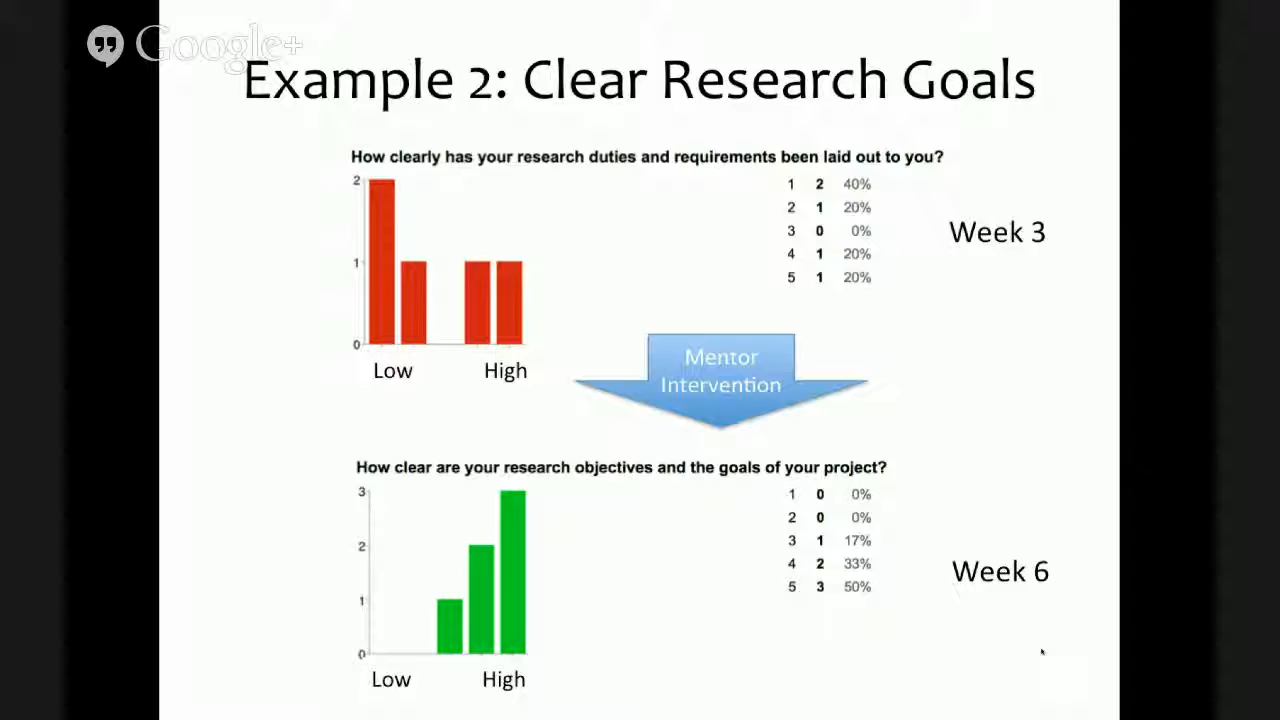 Google+
Example 2: Clear Research Goals
How clearly has your research duties and requirements been laid out to you?
2
1
0
Low High
1 2 40%
2 1 20%
3 0 0%
4 1 20%
5 1 20%
Week 3
Mentor
Intervention
How clear are your research objectives and the goals of your project?
3
2
1
0
Low High
1 0 0%
2 0 0%
3 1 17%
4 2 33%
5 3 50%
Week 6